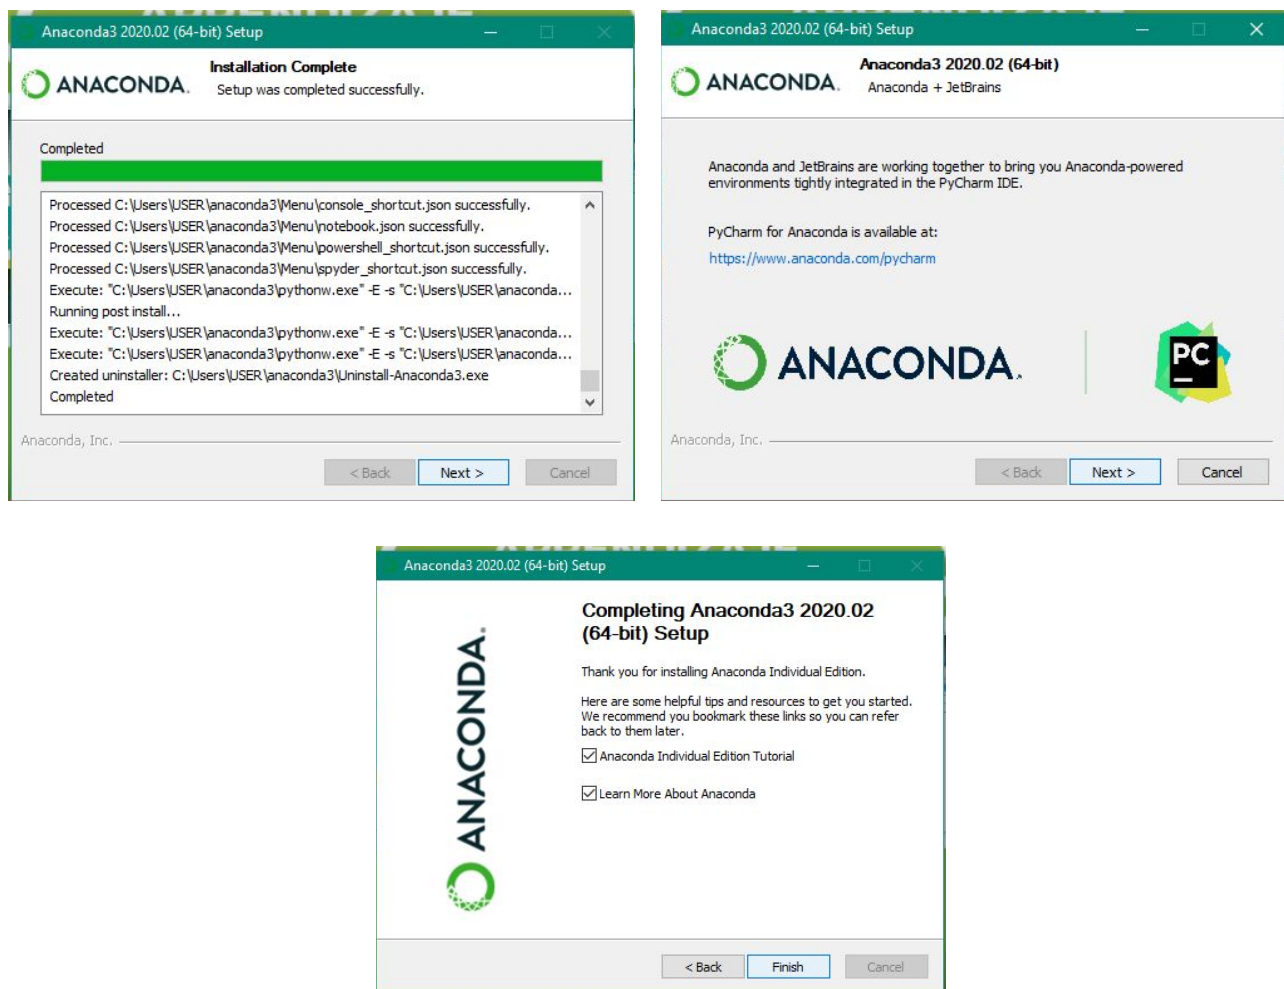 Anaconda3 2020.02 (64-bit) Setup
ANACONDA.
Installation Complete
Setup was completed successfully.
Completed
Processed C:\Users\USER\anaconda3\Menu\console_shortcut.json successfully.
Processed C:\Users\USER\anaconda3\Menu\notebook.json successfully.
Processed C:\Users\USER\anaconda3\Menu\powershell_shortcut.json successfully.
Processed C:\Users\USER\anaconda3\Menu\spyder_shortcut.json successfully.
Execute: "C:\Users\USER\anaconda3\pythonw.exe" -E -s "C:\Users\USER\anaconda...
Running post install...
Execute: "C:\Users\USER\anaconda3\pythonw.exe" -E -s "C:\Users\USER\anaconda...
Execute: "C:\Users\USER\anaconda3\pythonw.exe" -E -s "C:\Users\USER\anaconda...
Created uninstaller: C:\Users\USER\anaconda3\Uninstall-Anaconda3.exe
Completed
Anaconda, Inc.
< Back Next > Cancel
Anaconda3 2020.02 (64-bit) Setup
ANACONDA.
Anaconda3 2020.02 (64-bit)
Anaconda + JetBrains
Anaconda and JetBrains are working together to bring you Anaconda-powered
environments tightly integrated in the PyCharm IDE.
PyCharm for Anaconda is available at:
https://www.anaconda.com/pycharm
ANACONDA.
PC
Anaconda, Inc.
< Back Next > Cancel
Anaconda3 2020.02 (64-bit) Setup
ANACONDA.
Completing Anaconda3 2020.02
(64-bit) Setup
Thank you for installing Anaconda Individual Edition.
Here are some helpful tips and resources to get you started.
We recommend you bookmark these links so you can refer
back to them later.
Anaconda Individual Edition Tutorial
Learn More About Anaconda
< Back Finish Cancel